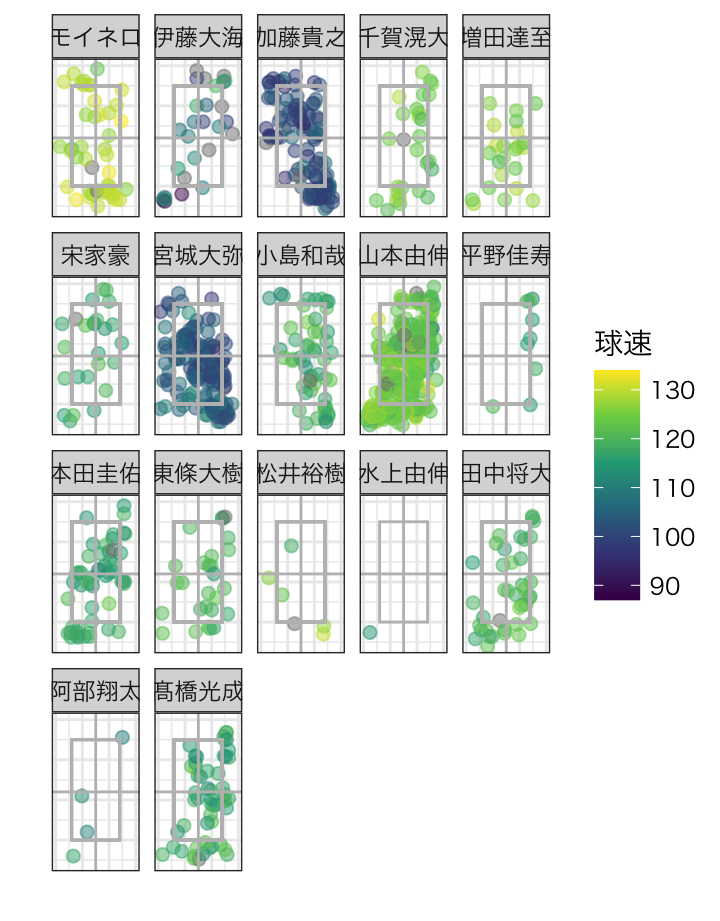 モイネロ
伊藤大海
加藤貴之
千賀滉大
増田達至
宋家豪
宮城大弥
小島和哉
山本由伸
平野佳寿
本田圭佑
東條大樹
松井裕樹
水上由伸
田中将大
阿部翔太
髙橋光成
球速
130
120
110
100
90